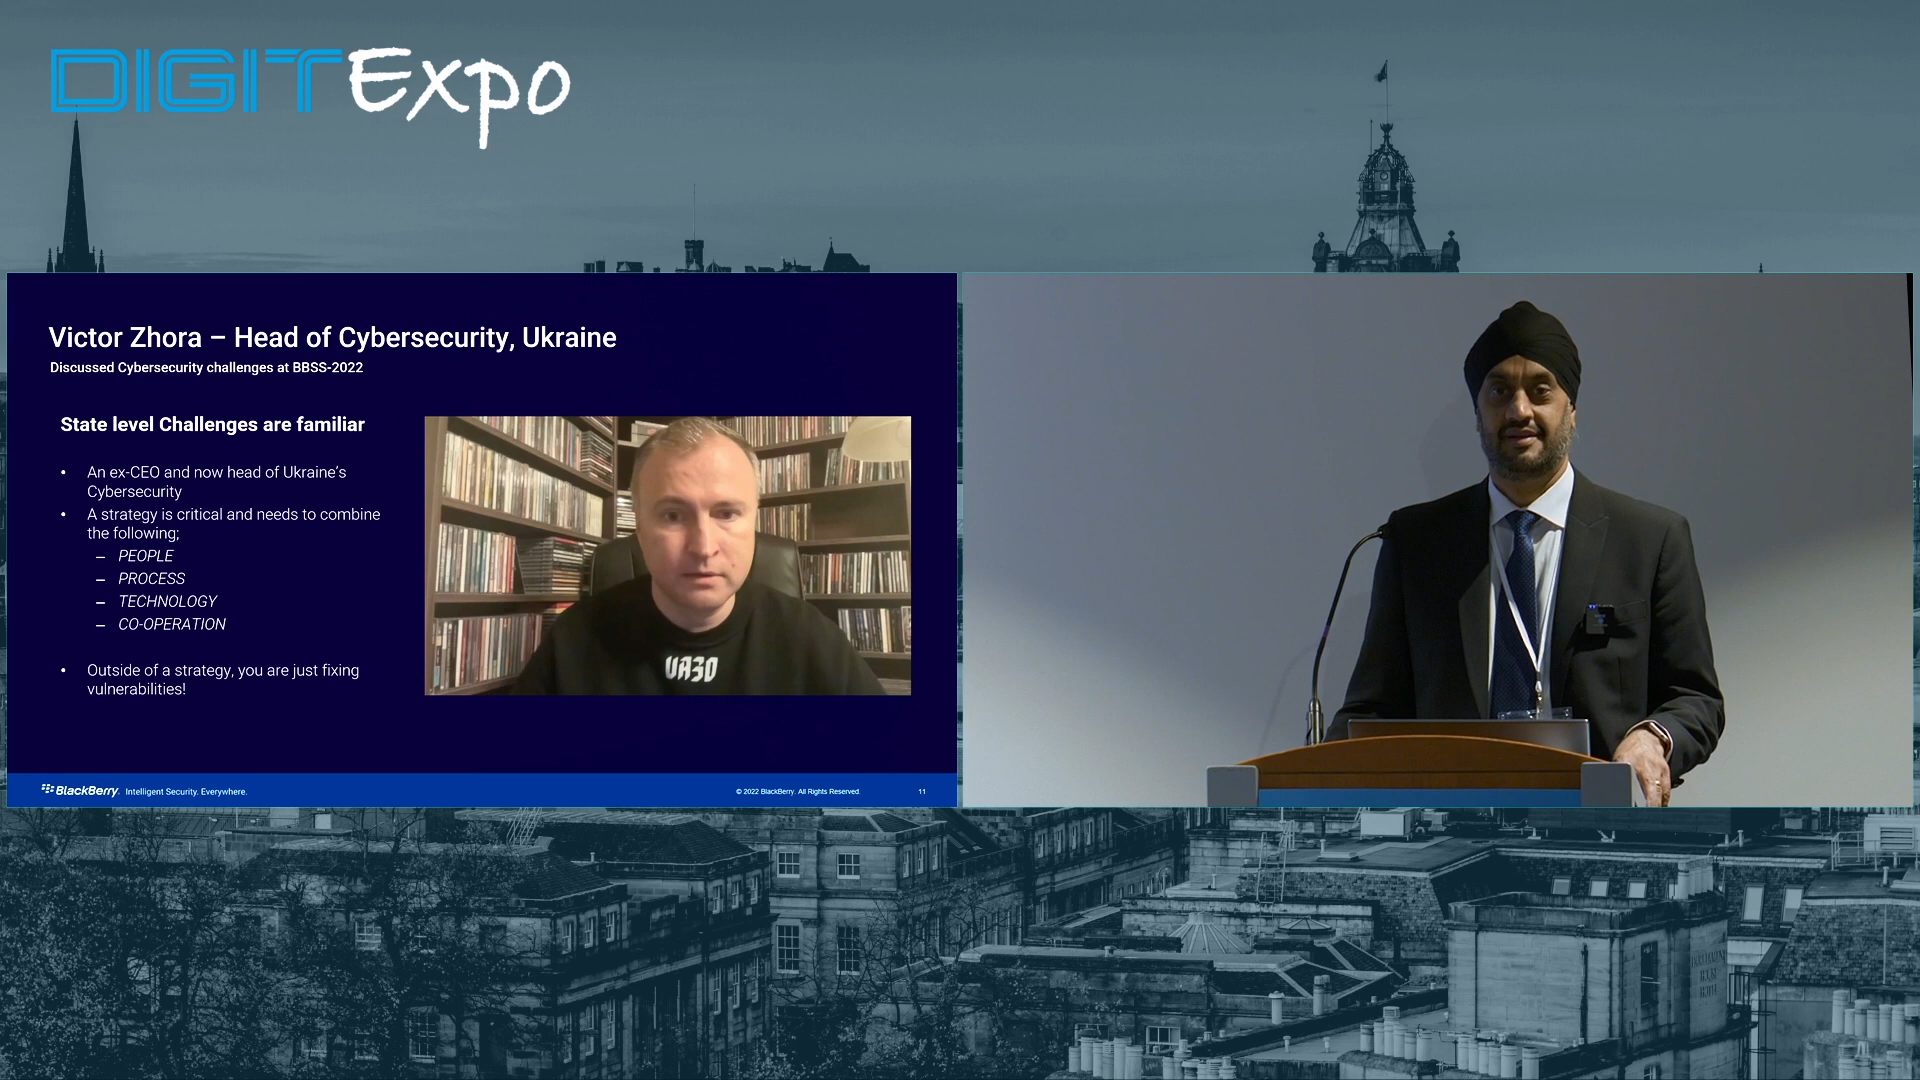 DIGIT Expo
Victor Zhora – Head of Cybersecurity, Ukraine
Discussed Cybersecurity challenges at BBSS-2022
State level Challenges are familiar
• An ex-CEO and now head of Ukraine's
Cybersecurity
• A strategy is critical and needs to combine
the following;
– PEOPLE
– PROCESS
– TECHNOLOGY
– CO-OPERATION
• Outside of a strategy, you are just fixing
vulnerabilities!
UA30
BlackBerry. Intelligent Security. Everywhere.
© 2022 BlackBerry. All Rights Reserved. 11